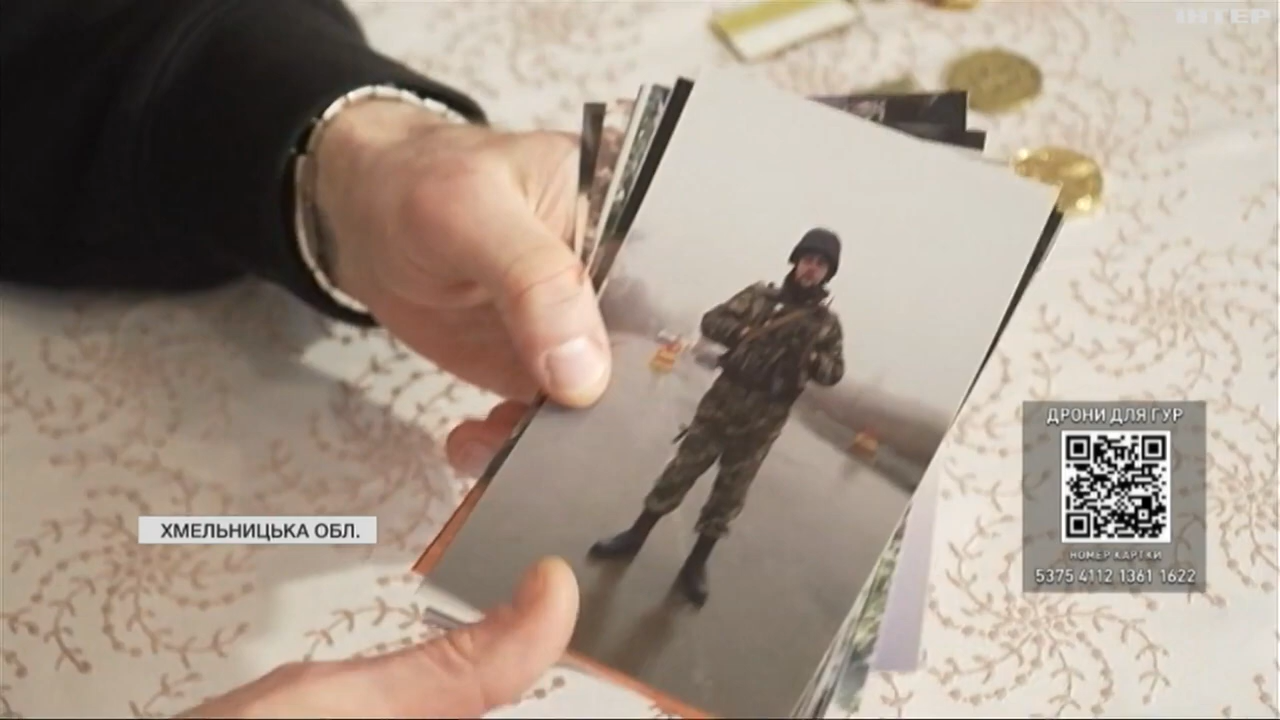 ІНТЕР
ДРОНИ ДЛЯ ГУР
НОМЕР КАРТКИ
5375 4112 1361 1622
ХМЕЛЬНИЦЬКА ОБЛ.